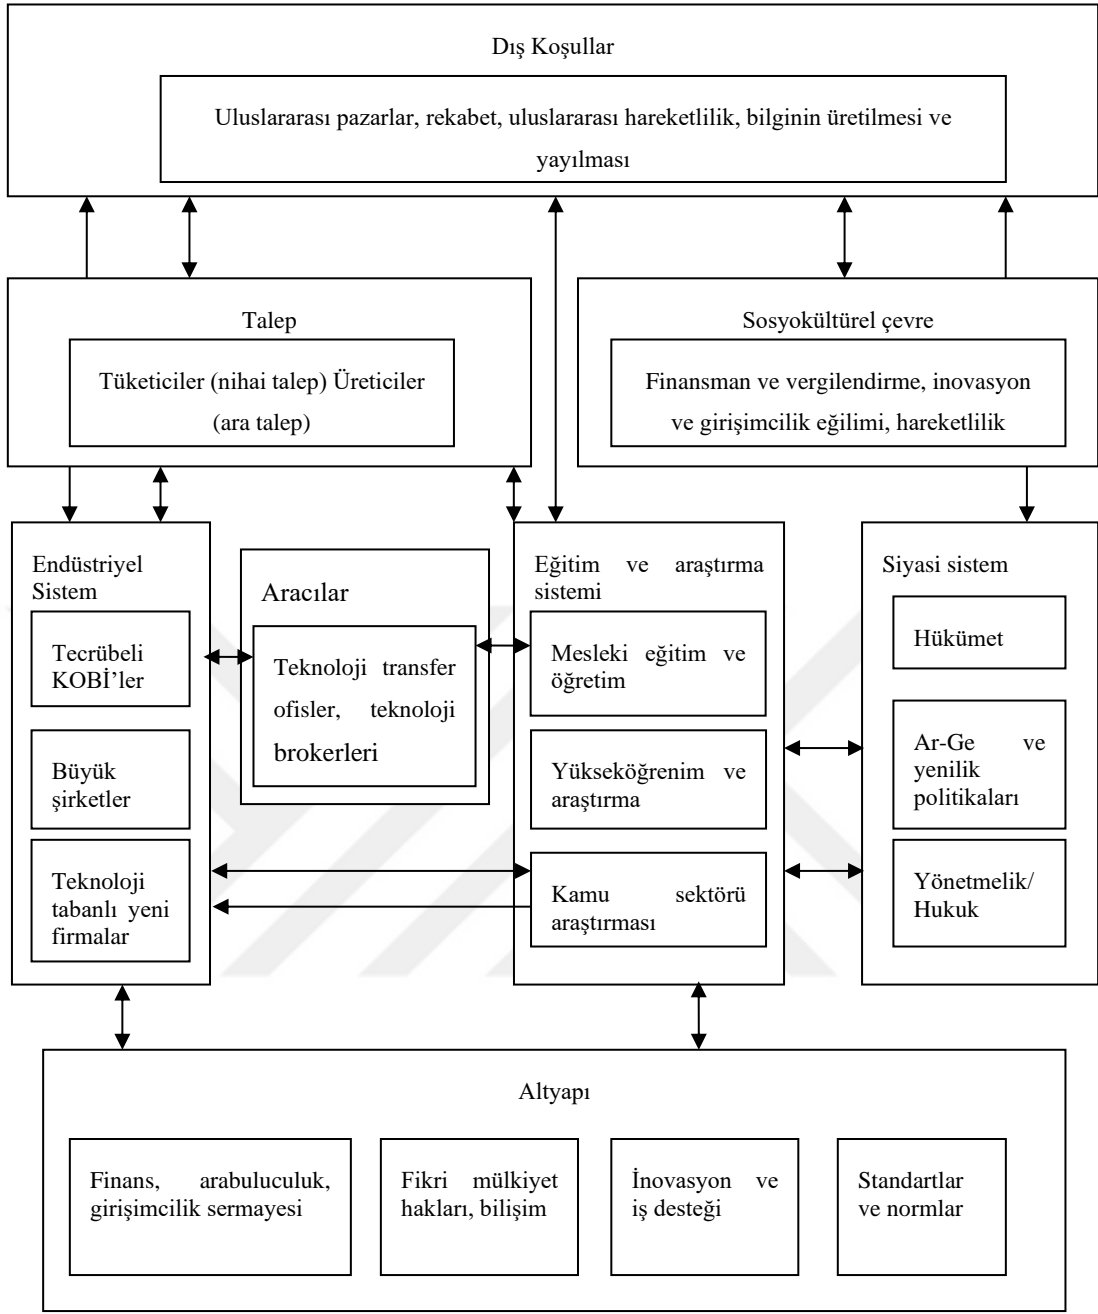 Dış Koşullar
Uluslararası pazarlar, rekabet, uluslararası hareketlilik, bilginin üretilmesi ve
yayılması
Talep
Tüketiciler (nihai talep) Üreticiler
(ara talep)
Sosyokültürel çevre
Finansman ve vergilendirme, inovasyon
ve girişimcilik eğilimi, hareketlilik
Endüstriyel
Sistem
Tecrübeli
KOBİ’ler
Büyük
şirketler
Teknoloji
tabanlı yeni
firmalar
Aracılar
Teknoloji transfer
ofisler, teknoloji
brokerleri
Eğitim ve araştırma
sistemi
Mesleki eğitim ve
öğretim
Yükseköğrenim ve
araştırma
Kamu sektörü
araştırması
Siyasi sistem
Hükümet
Ar-Ge ve
yenilik
politikaları
Yönetmelik/
Hukuk
Altyapı
Finans, arabuluculuk,
girişimcilik sermayesi
Fikri mülkiyet
hakları, bilişim
İnovasyon ve
iş desteği
Standartlar
ve normlar